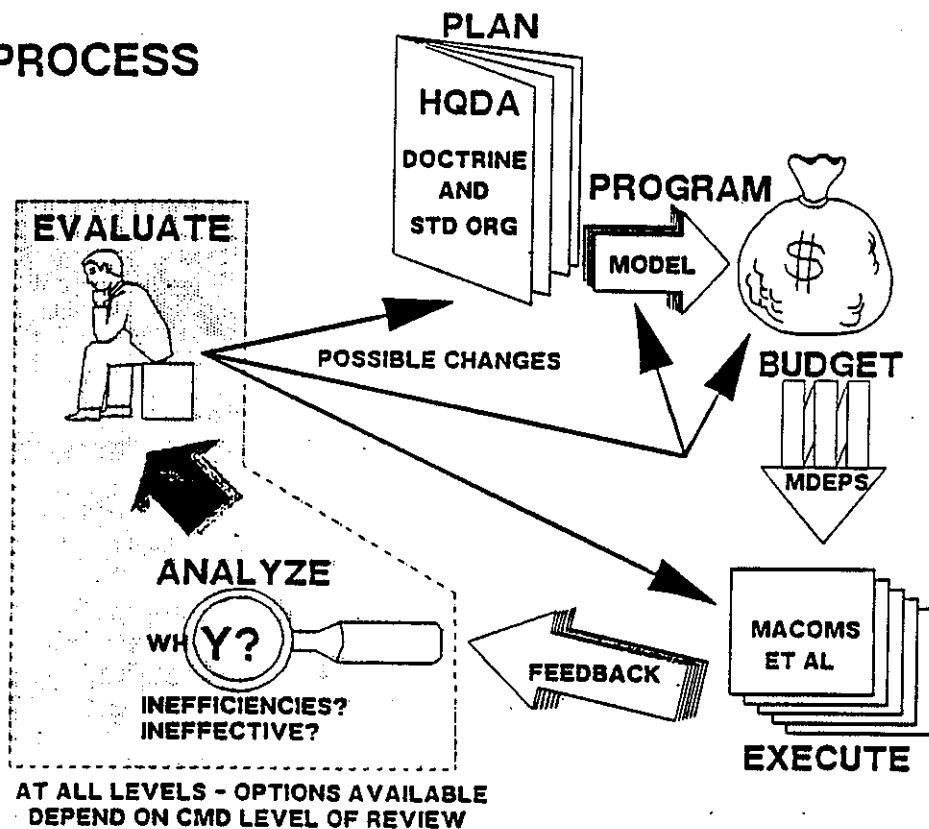 PROCESS
PLAN
HQDA
DOCTRINE
AND
STD ORG
PROGRAM
MODEL
$
BUDGET
MDEPS
MACOMS
ET AL
EXECUTE
FEEDBACK
ANALYZE
WHY?
INEFFICIENCIES?
INEFFECTIVE?
EVALUATE
POSSIBLE CHANGES
AT ALL LEVELS - OPTIONS AVAILABLE
DEPEND ON CMD LEVEL OF REVIEW